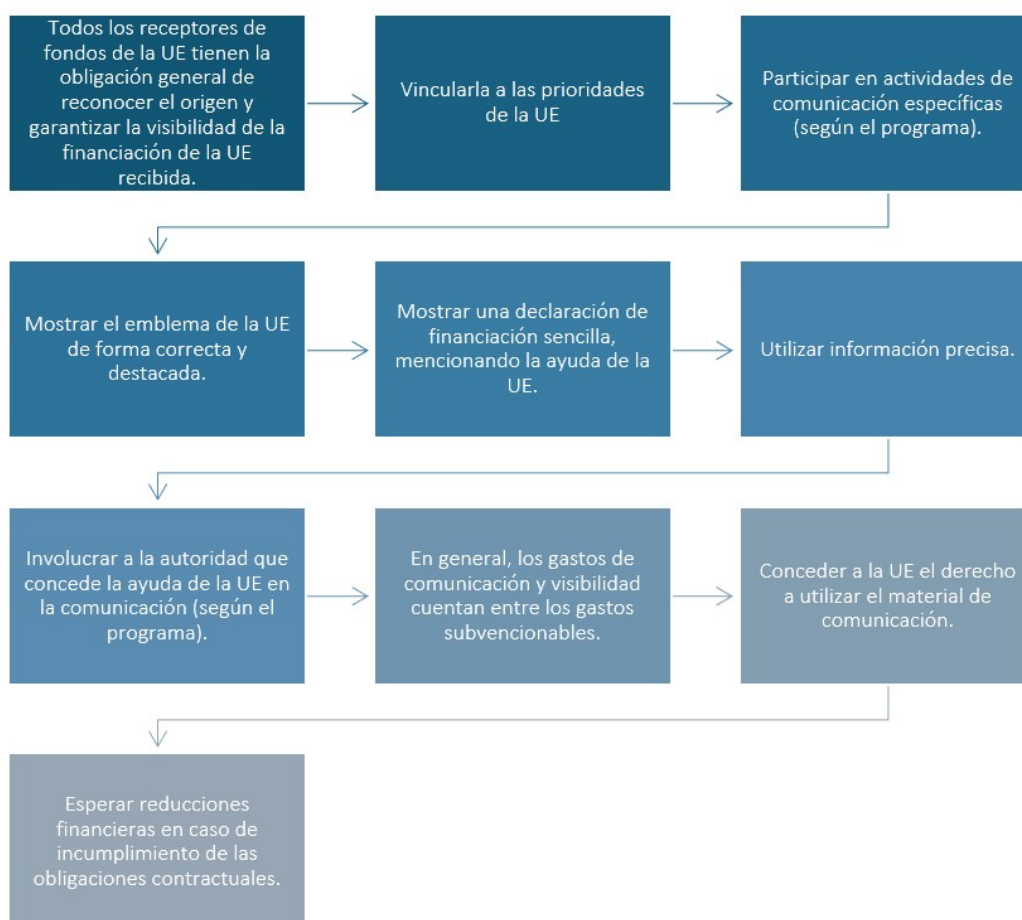 Todos los receptores de
fondos de la UE tienen la
obligación general de
reconocer el origen y
garantizar la visibilidad de la
financiación de la UE
recibida.
Vincularla a las prioridades
de la UE
Participar en actividades de
comunicación específicas
(según el programa).
Mostrar el emblema de la UE
de forma correcta y
destacada.
Mostrar una declaración de
financiación sencilla,
mencionando la ayuda de la
UE.
Utilizar información precisa.
Involucrar a la autoridad que
concede la ayuda de la UE en
la comunicación (según el
programa).
En general, los gastos de
comunicación y visibilidad
cuentan entre los gastos
subvencionables.
Conceder a la UE el derecho
a utilizar el material de
comunicación.
Esperar reducciones
financieras en caso de
incumplimiento de las
obligaciones contractuales.